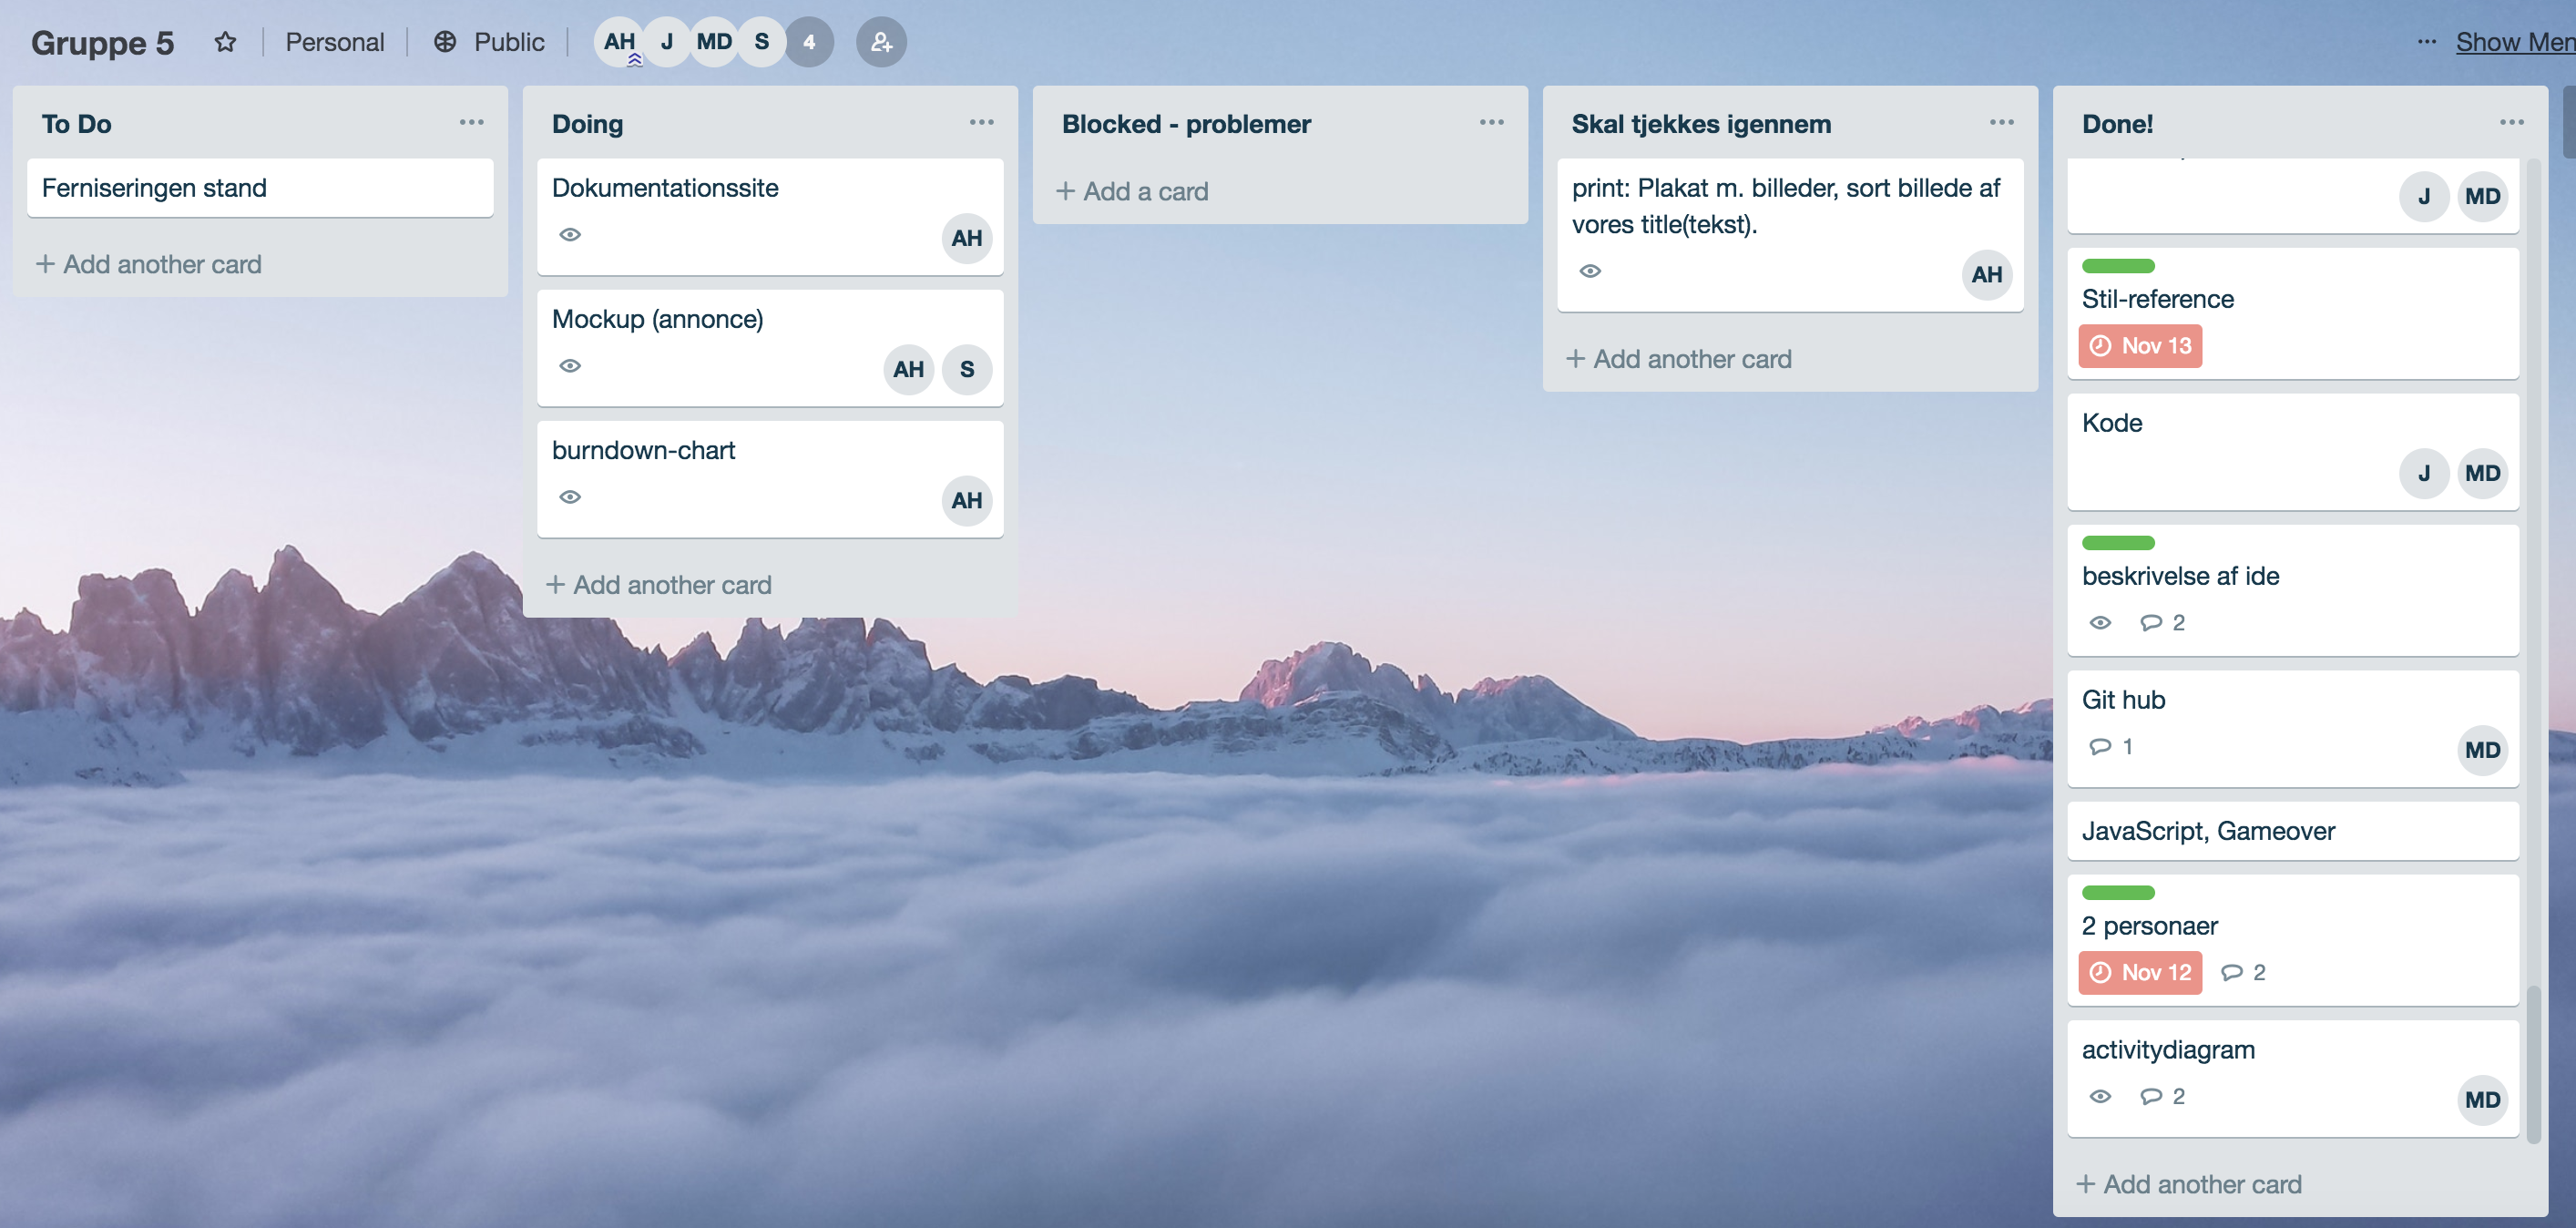 Gruppe 5
Personal
Public
AH
J
MD
S
4
Show Men
To Do
Ferniseringen stand
+ Add another card
Doing
Dokumentationssite
AH
Mockup (annonce)
AH S
burndown-chart
AH
+ Add another card
Blocked - problemer
+ Add a card
Skal tjekkes igennem
print: Plakat m. billeder, sort billede af
vores title(tekst).
AH
+ Add another card
Done!
J MD
Stil-reference
Nov 13
Kode
J MD
beskrivelse af ide
2
Git hub
1
MD
JavaScript, Gameover
2 personaer
Nov 12 2
activitydiagram
2
MD
+ Add another card